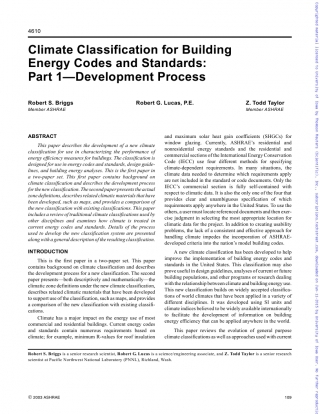 4610
Climate Classification for Building
Energy Codes and Standards:
Part 1—Development Process
Robert S. Briggs
Member ASHRAE
Robert G. Lucas, P.E.
Z. Todd Taylor
Member ASHRAE
ABSTRACT
This paper describes the development of a new climate
classification for use in characterizing the performance of
energy efficiency measures for buildings. The classification is
designed for use in energy codes and standards, design guide-
lines, and building energy analyses. This is the first paper in
a two-paper set. This first paper contains background on
climate classification and describes the development process
for the new classification. The second paper presents the actual
zone definitions, describes related climate materials that have
been developed, such as maps, and provides a comparison of
the new classification with existing classifications. This paper
includes a review of traditional climate classifications used by
other disciplines and examines how climate is treated in
current energy codes and standards. Details of the process
used to develop the new classification system are presented
along with a general description of the resulting classification.
INTRODUCTION
This is the first paper in a two-paper set. This paper
contains background on climate classification and describes
the development process for a new classification. The second
paper presents —both descriptively and mathematically—the
climate zone definitions under the new climate classification,
describes related climate materials that have been developed
to support use of the classification, such as maps, and provides
a comparison of the new classification with existing classifi-
cations.
Climate has a major impact on the energy use of most
commercial and residential buildings. Current energy codes
and standards contain numerous requirements based on
climate; for example, minimum R-values for roof insulation
and maximum solar heat gain coefficients (SHGCs) for
window glazing. Currently, ASHRAE's residential and
nonresidential energy standards and the residential and
commercial sections of the International Energy Conservation
Code (IECC) use four different methods for specifying
climate-dependent requirements. In many situations, the
climate data needed to determine which requirements apply
are not included in the standard or code documents. Only the
IECC's commercial section is fully self-contained with
respect to climate data. It is also the only one of the four that
provides clear and unambiguous specification of which
requirements apply anywhere in the United States. To use the
others, a user must locate referenced documents and then exer-
cise judgment in selecting the most appropriate location for
climate data for the project. In addition to creating usability
problems, the lack of a consistent and effective approach for
handling climate impedes the incorporation of ASHRAE-
developed criteria into the nation's model building codes.
A new climate classification has been developed to help
improve the implementation of building energy codes and
standards in the United States. This classification may also
prove useful in design guidelines, analyses of current or future
building populations, and other programs or research dealing
with the relationship between climate and building energy use.
This new classification builds on widely accepted classifica-
tions of world climates that have been applied in a variety of
different disciplines. It was developed using SI units and
climate indices believed to be widely available internationally
to facilitate the development of information on building
energy efficiency that can be applied anywhere in the world.
This paper reviews the evolution of general purpose
climate classifications as well as approaches used with current
Robert S. Briggs is a senior research scientist, Robert G. Lucas is a science/engineering associate, and Z. Todd Taylor is a senior research
scientist at Pacific Northwest National Laboratory (PNNL), Richland, Wash.
© 2003 ASHRAE
109